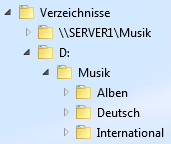 Verzeichnisse
\\SERVER1\Musik
D:
Musik
Alben
Deutsch
International